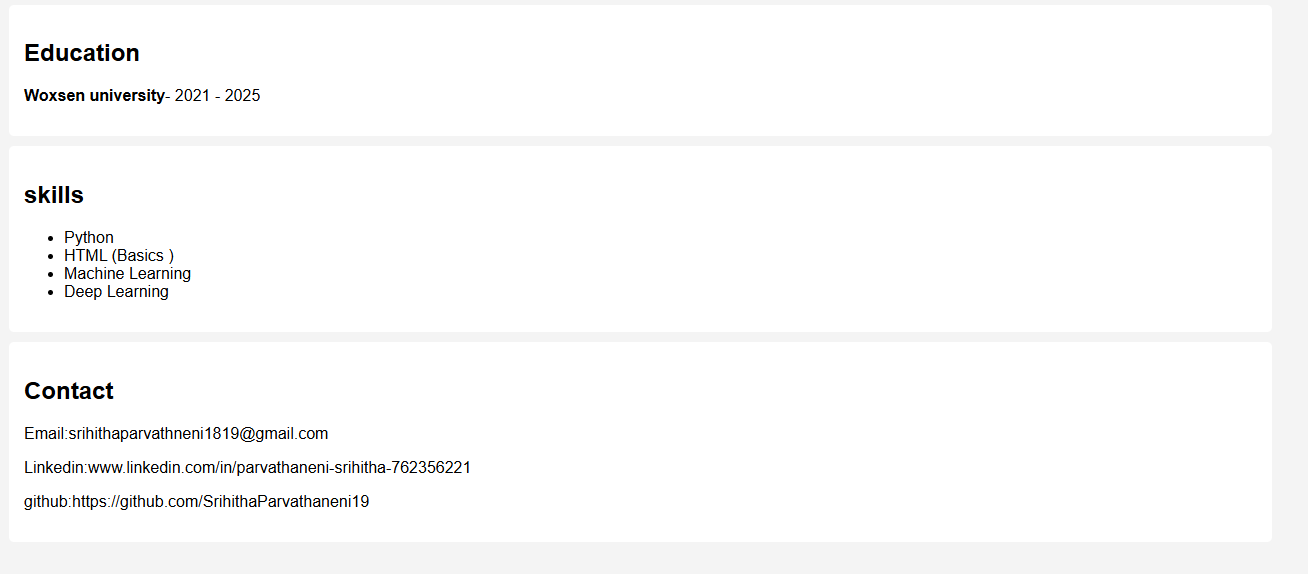 Education
Woxsen university- 2021 - 2025
skills
Python
HTML (Basics )
Machine Learning
Deep Learning
Contact
Email:srihithaparvathneni1819@gmail.com
Linkedin:www.linkedin.com/in/parvathaneni-srihitha-762356221
github:https://github.com/SrihithaParvathaneni19